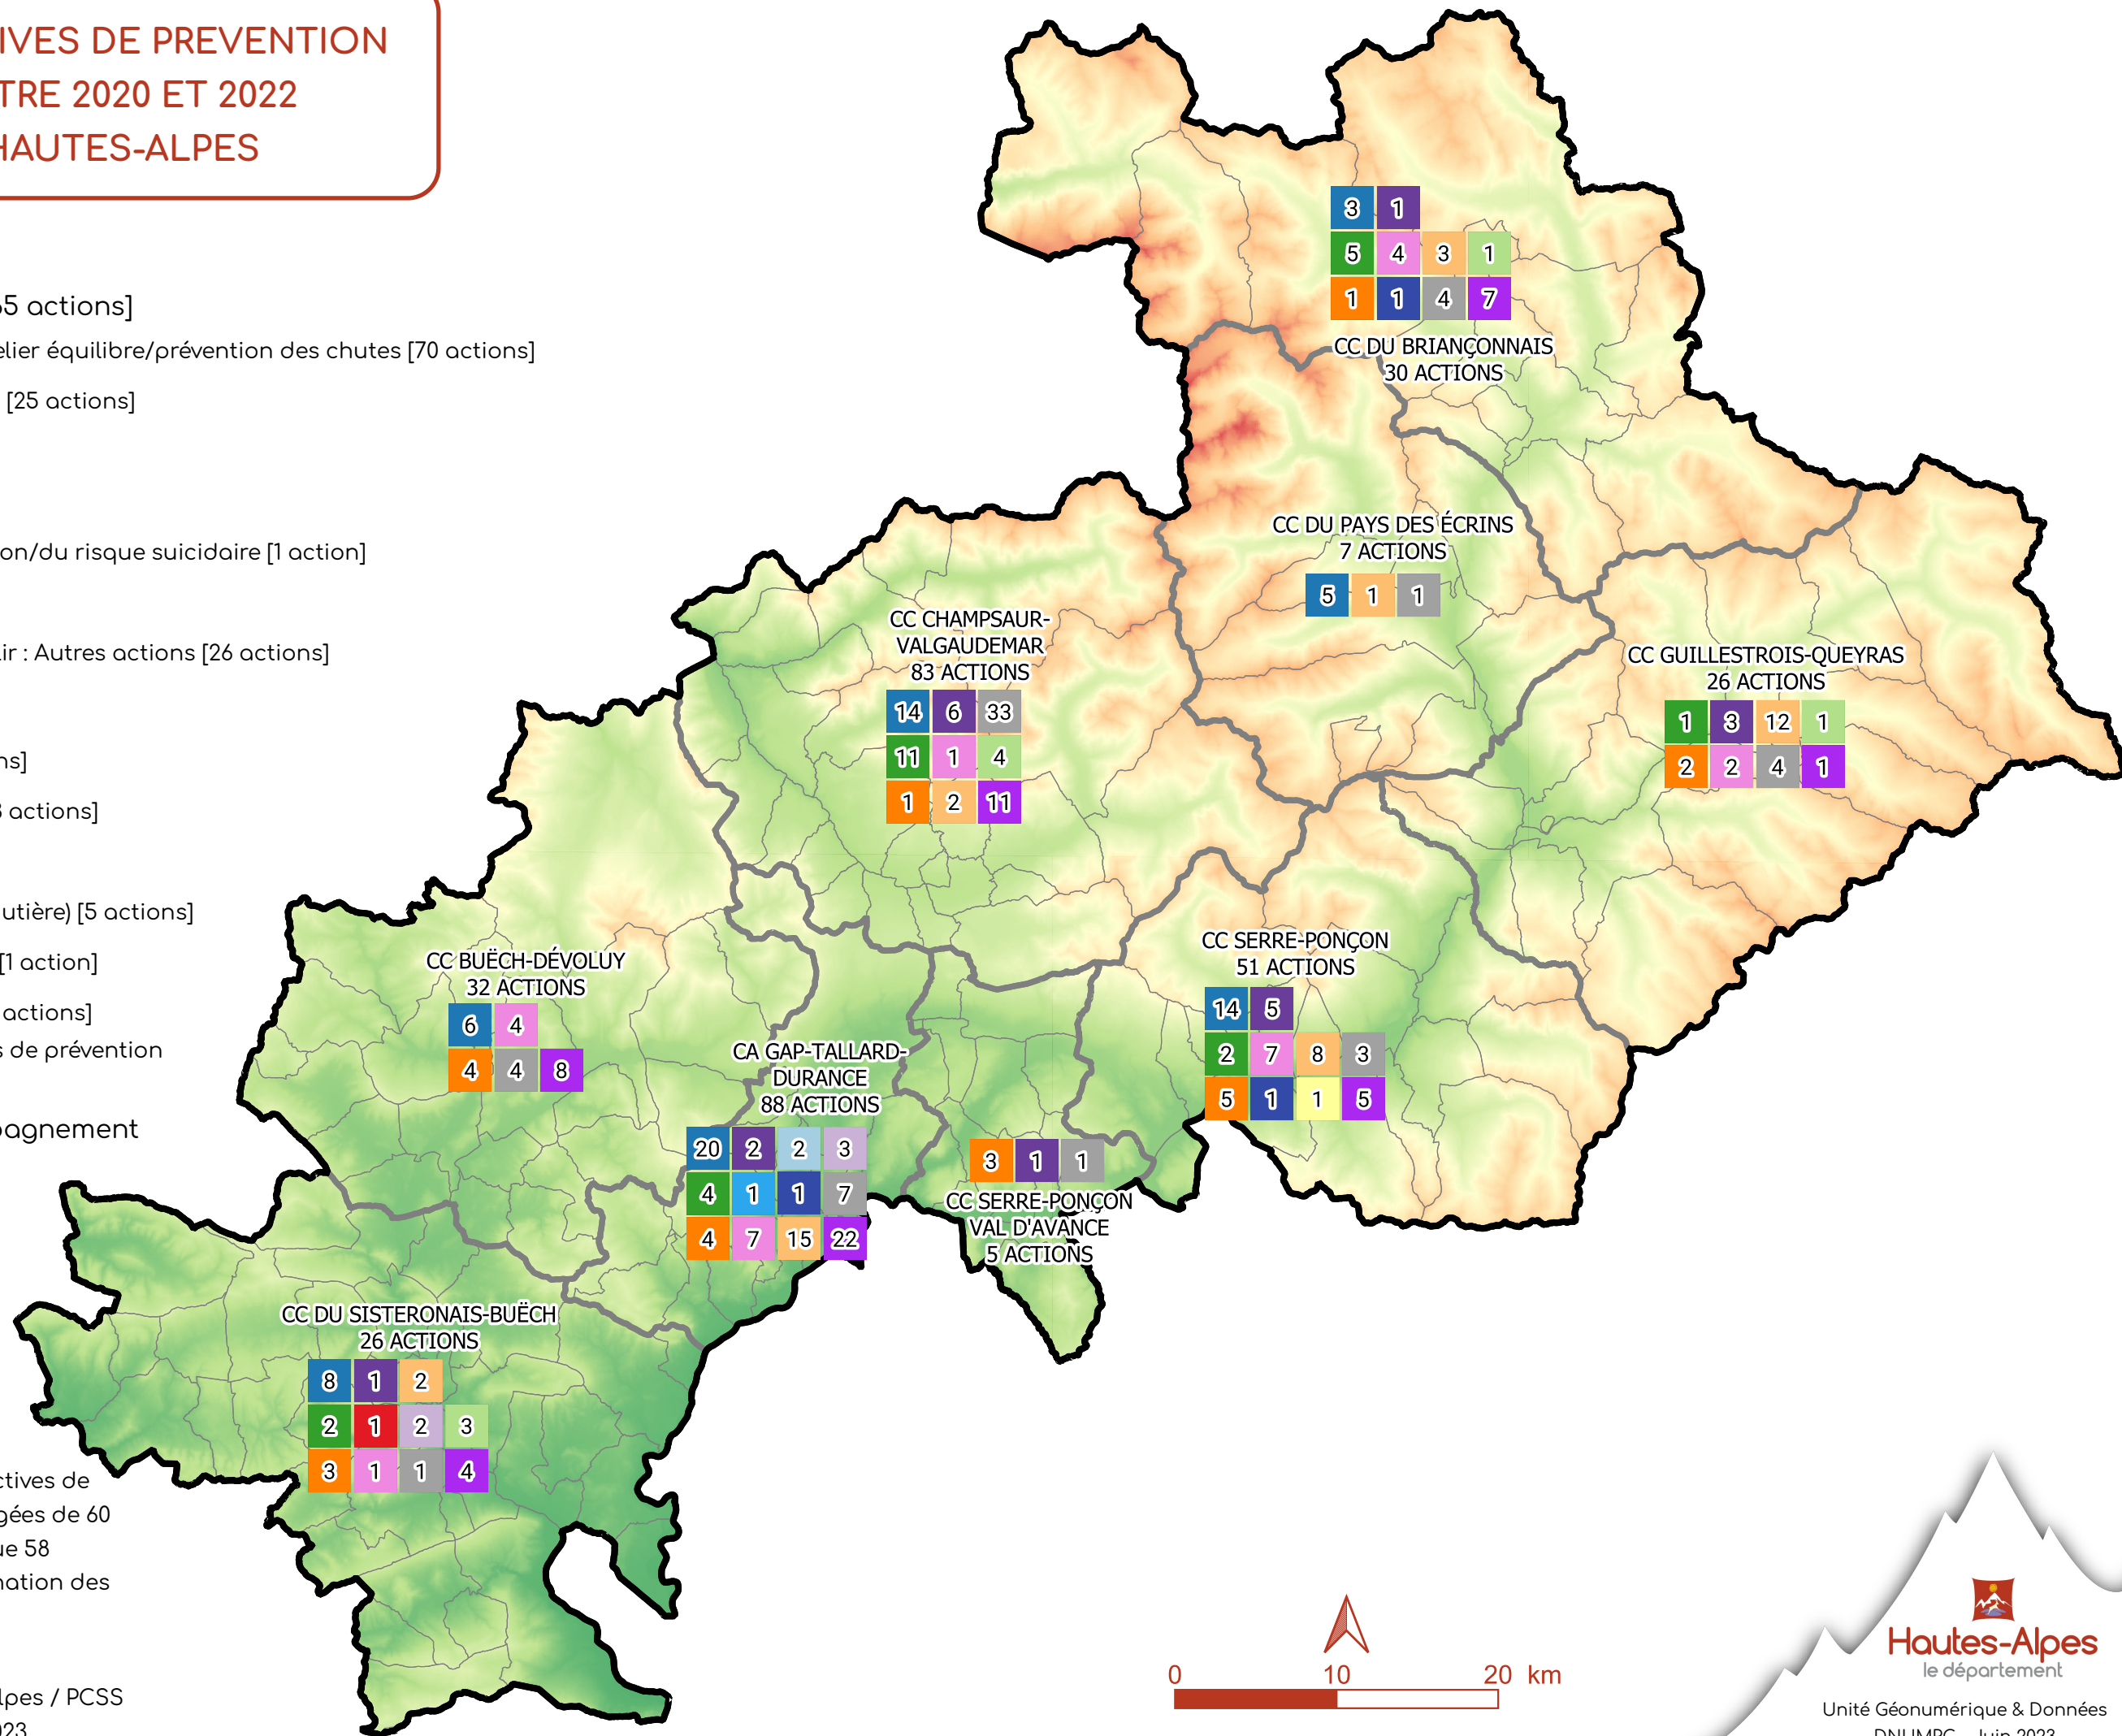 IVES DE PREVENTION
TRE 2020 ET 2022
HAUTES-ALPES
5 actions]
elier équilibre/prévention des chutes [70 actions]
[25 actions]
on/du risque suicidaire [1 action]
ir : Autres actions [26 actions]
ns]
actions]
utière) [5 actions]
[1 action]
actions]
s de prévention
pagnement
ctives de
gées de 60
ue 58
nation des
lpes / PCSS
023
3 1
5 4 3 1
1 1 4 7
CC DU BRIANÇONNAIS
30 ACTIONS
CC DU PAYS DES ÉCRINS
7 ACTIONS
5 1 1
CC CHAMPSAUR-
VALGAUDEMAR
83 ACTIONS
14 6 33
11 1 4
1 2 11
CC GUILLESTROIS-QUEYRAS
26 ACTIONS
1 3 12 1
2 2 4 1
CC SERRE-PONÇON
51 ACTIONS
14 5
2 7 8 3
5 1 1 5
CC BUËCH-DÉVOLUY
32 ACTIONS
6 4
4 4 8
CA GAP-TALLARD-
DURANCE
88 ACTIONS
20 2 2 3
4 1 1 7
4 7 15 22
3 1 1
CC SERRE-PONÇON
VAL D'AVANCE
5 ACTIONS
CC DU SISTERONAIS-BUËCH
26 ACTIONS
8 1 2
2 1 2 3
3 1 1 4
0 10 20 km
Hautes-Alpes
le département
Unité Géonumérique & Données
DNUMPC - Juin 2023